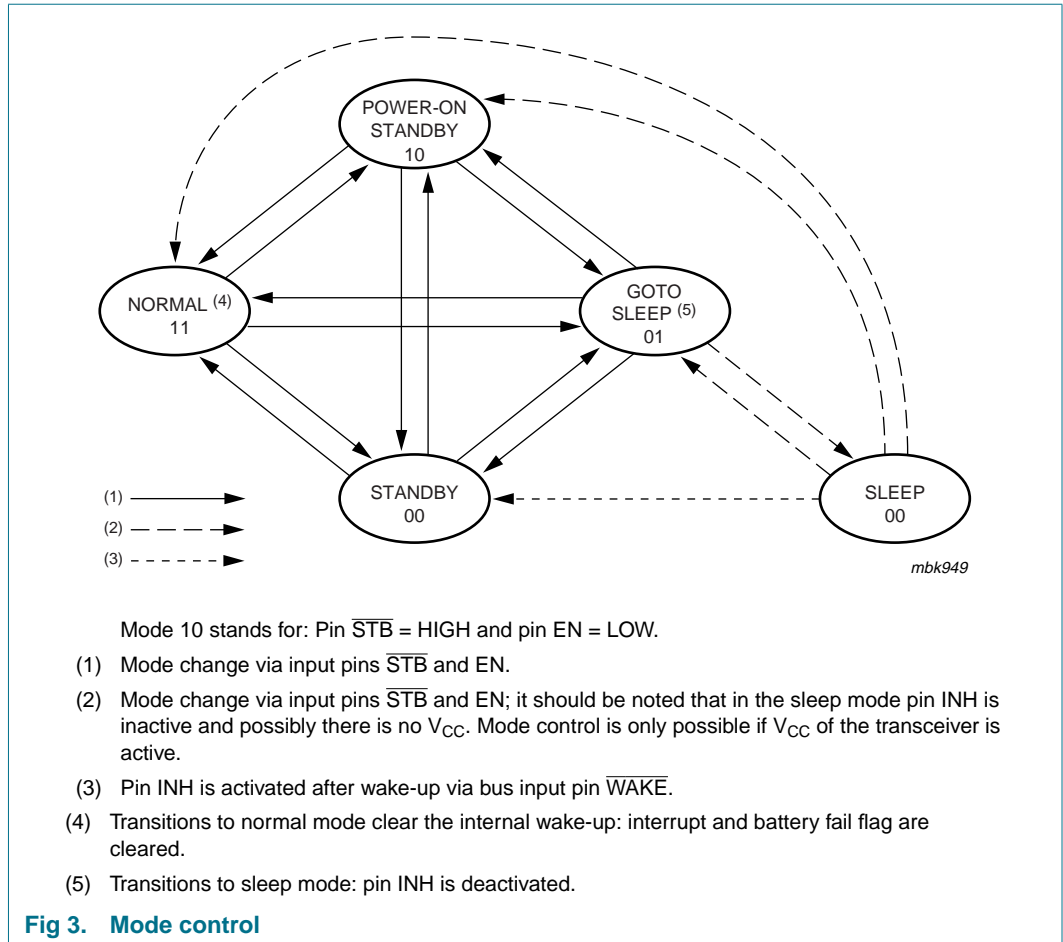 POWER-ON
STANDBY
10
NORMAL (4)
11
GOTO
SLEEP (5)
01
STANDBY
00
SLEEP
00
(1)
(2)
(3)
mbk949
Mode 10 stands for: Pin S̅T̅B̅ = HIGH and pin EN = LOW.
(1) Mode change via input pins S̅T̅B̅ and EN.
(2) Mode change via input pins S̅T̅B̅ and EN; it should be noted that in the sleep mode pin INH is
inactive and possibly there is no VCC. Mode control is only possible if VCC of the transceiver is
active.
(3) Pin INH is activated after wake-up via bus input pin W̅A̅K̅E̅.
(4) Transitions to normal mode clear the internal wake-up: interrupt and battery fail flag are
cleared.
(5) Transitions to sleep mode: pin INH is deactivated.
Fig 3. Mode control